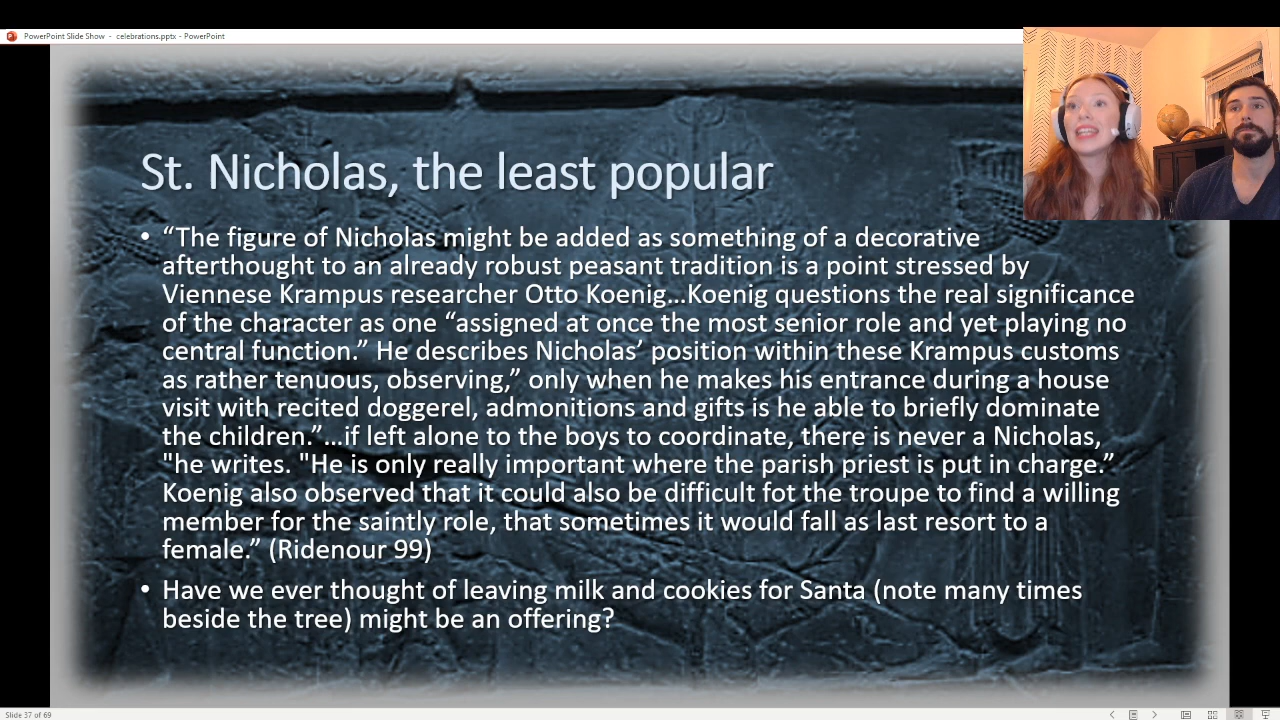 PowerPoint Slide Show - celebrations.pptx - PowerPoint
St. Nicholas, the least popular
• “The figure of Nicholas might be added as something of a decorative
afterthought to an already robust peasant tradition is a point stressed by
Viennese Krampus researcher Otto Koenig…Koenig questions the real significance
of the character as one “assigned at once the most senior role and yet playing no
central function.” He describes Nicholas’ position within these Krampus customs
as rather tenuous, observing,” only when he makes his entrance during a house
visit with recited doggerel, admonitions and gifts is he able to briefly dominate
the children.”…if left alone to the boys to coordinate, there is never a Nicholas,
"he writes. "He is only really important where the parish priest is put in charge.”
Koenig also observed that it could also be difficult fot the troupe to find a willing
member for the saintly role, that sometimes it would fall as last resort to a
female.” (Ridenour 99)
• Have we ever thought of leaving milk and cookies for Santa (note many times
beside the tree) might be an offering?
Slide 37 of 69